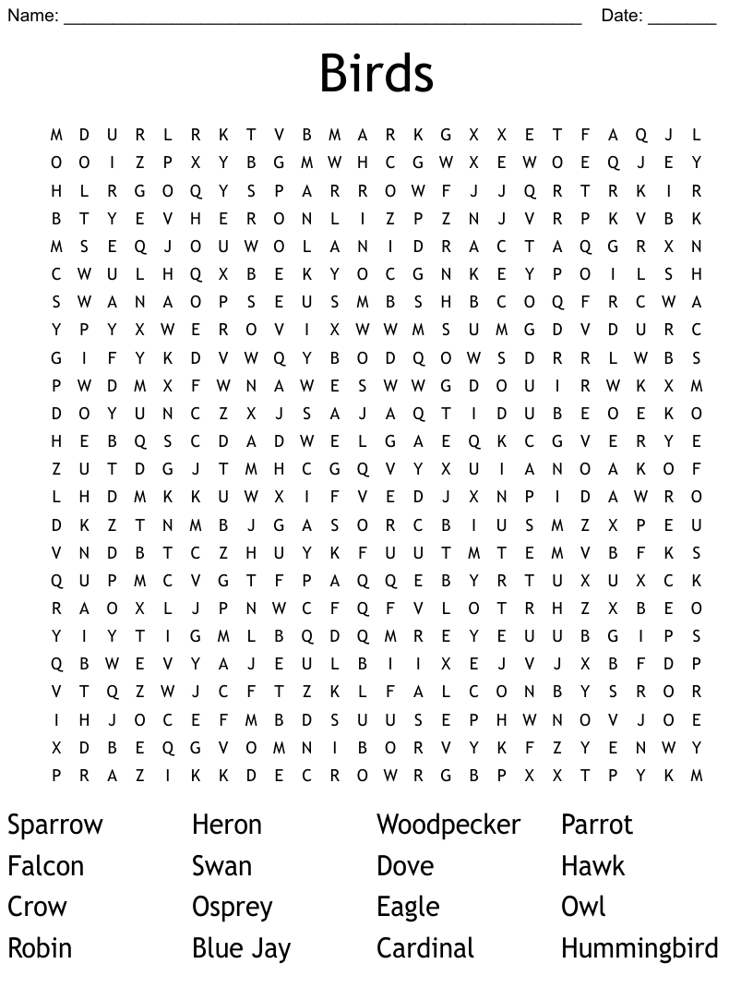 Name: ______________________________________________________ Date: _______
Birds
M D U R L R K T V B M A R K G X X E T F A Q J L
O O I Z P X Y B G M W H C G W X E W O E Q J E Y
H L R G O Q Y S P A R R O W F J J Q R T R K I R
B T Y E V H E R O N L I Z P Z N J V R P K V B K
M S E Q J O U W O L A N I D R A C T A Q G R X N
C W U L H Q X B E K Y O C G N K E Y P O I L S H
S W A N A O P S E U S M B S H B C O Q F R C W A
Y P Y X W E R O V I X W W M S U M G D V D U R C
G I F Y K D V W Q Y B O D Q O W S D R R L W B S
P W D M X F W N A W E S W W G D O U I R W K X M
D O Y U N C Z X J S A J A Q T I D U B E O E K O
H E B Q S C D A D W E L G A E Q K C G V E R Y E
Z U T D G J T M H C G Q V Y X U I A N O A K O F
L H D M K K U W X I F V E D J X N P I D A W R O
D K Z T N M B J G A S O R C B I U S M Z X P E U
V N D B T C Z H U Y K F U U T M T E M V B F K S
Q U P M C V G T F P A Q Q E B Y R T U X U X C K
R A O X L J P N W C F Q F V L O T R H Z X B E O
Y I Y T I G M L B Q D Q M R E Y E U U B G I P S
Q B W E V Y A J E U L B I I X E J V J X B F D P
V T Q Z W J C F T Z K L F A L C O N B Y S R O R
I H J O C E F M B D S U U S E P H W N O V J O E
X D B E Q G V O M N I B O R V Y K F Z Y E N W Y
P R A Z I K K D E C R O W R G B P X X T P Y K M
Sparrow Heron Woodpecker Parrot
Falcon Swan Dove Hawk
Crow Osprey Eagle Owl
Robin Blue Jay Cardinal Hummingbird